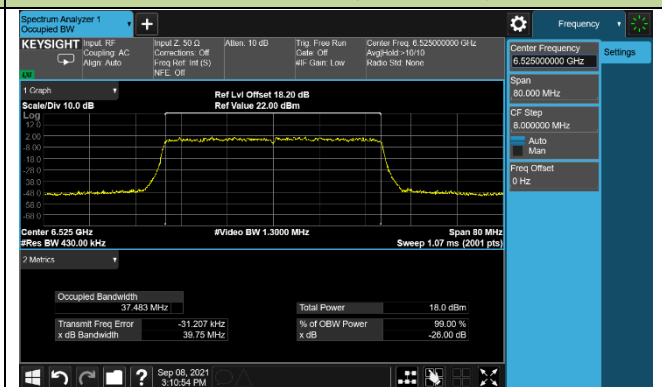 Spectrum Analyzer 1
Occupied BW
+
Frequency
KEYSIGHT
Input: RF
Coupling: AC
Align: Auto
Input Z: 50 Ω
Corrections: Off
Freq Ref: Int (S)
NFE: Off
Atten: 10 dB
Trig: Free Run
Gate: Off
#IF Gain: Low
Center Freq: 6.525000000 GHz
Avg|Hold:>10/10
Radio Std: None
LXI
Center Frequency
6.525000000 GHz
Settings
Span
80.000 MHz
CF Step
8.000000 MHz
Auto
Man
Freq Offset
0 Hz
1 Graph
Scale/Div 10.0 dB
Ref Lvl Offset 18.20 dB
Ref Value 22.00 dBm
Log
12.0
2.00
-8.00
-18.0
-28.0
-38.0
-48.0
-58.0
-68.0
Center 6.525 GHz
#Video BW 1.3000 MHz
Span 80 MHz
#Res BW 430.00 kHz
Sweep 1.07 ms (2001 pts)
2 Metrics
Occupied Bandwidth
37.483 MHz
Total Power
18.0 dBm
Transmit Freq Error
-31.207 kHz
% of OBW Power
99.00 %
x dB Bandwidth
39.75 MHz
x dB
-26.00 dB
?
Sep 08, 2021
3:10:54 PM